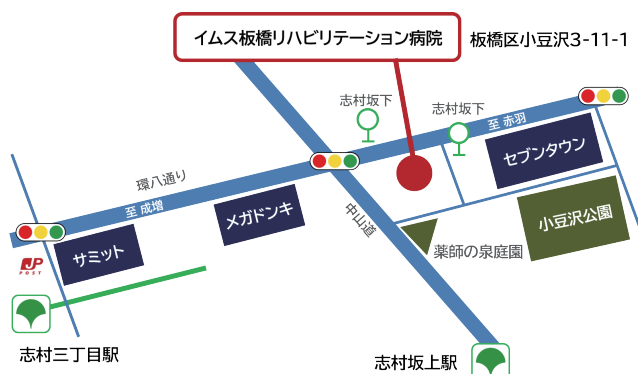 イムス板橋リハビリテーション病院
板橋区小豆沢3-11-1
志村坂下
志村坂下
至 赤羽
セブンタウン
環八通り
至 成増
メガドンキ
中山道
小豆沢公園
サミット
薬師の泉庭園
JP
POST
志村三丁目駅
志村坂上駅